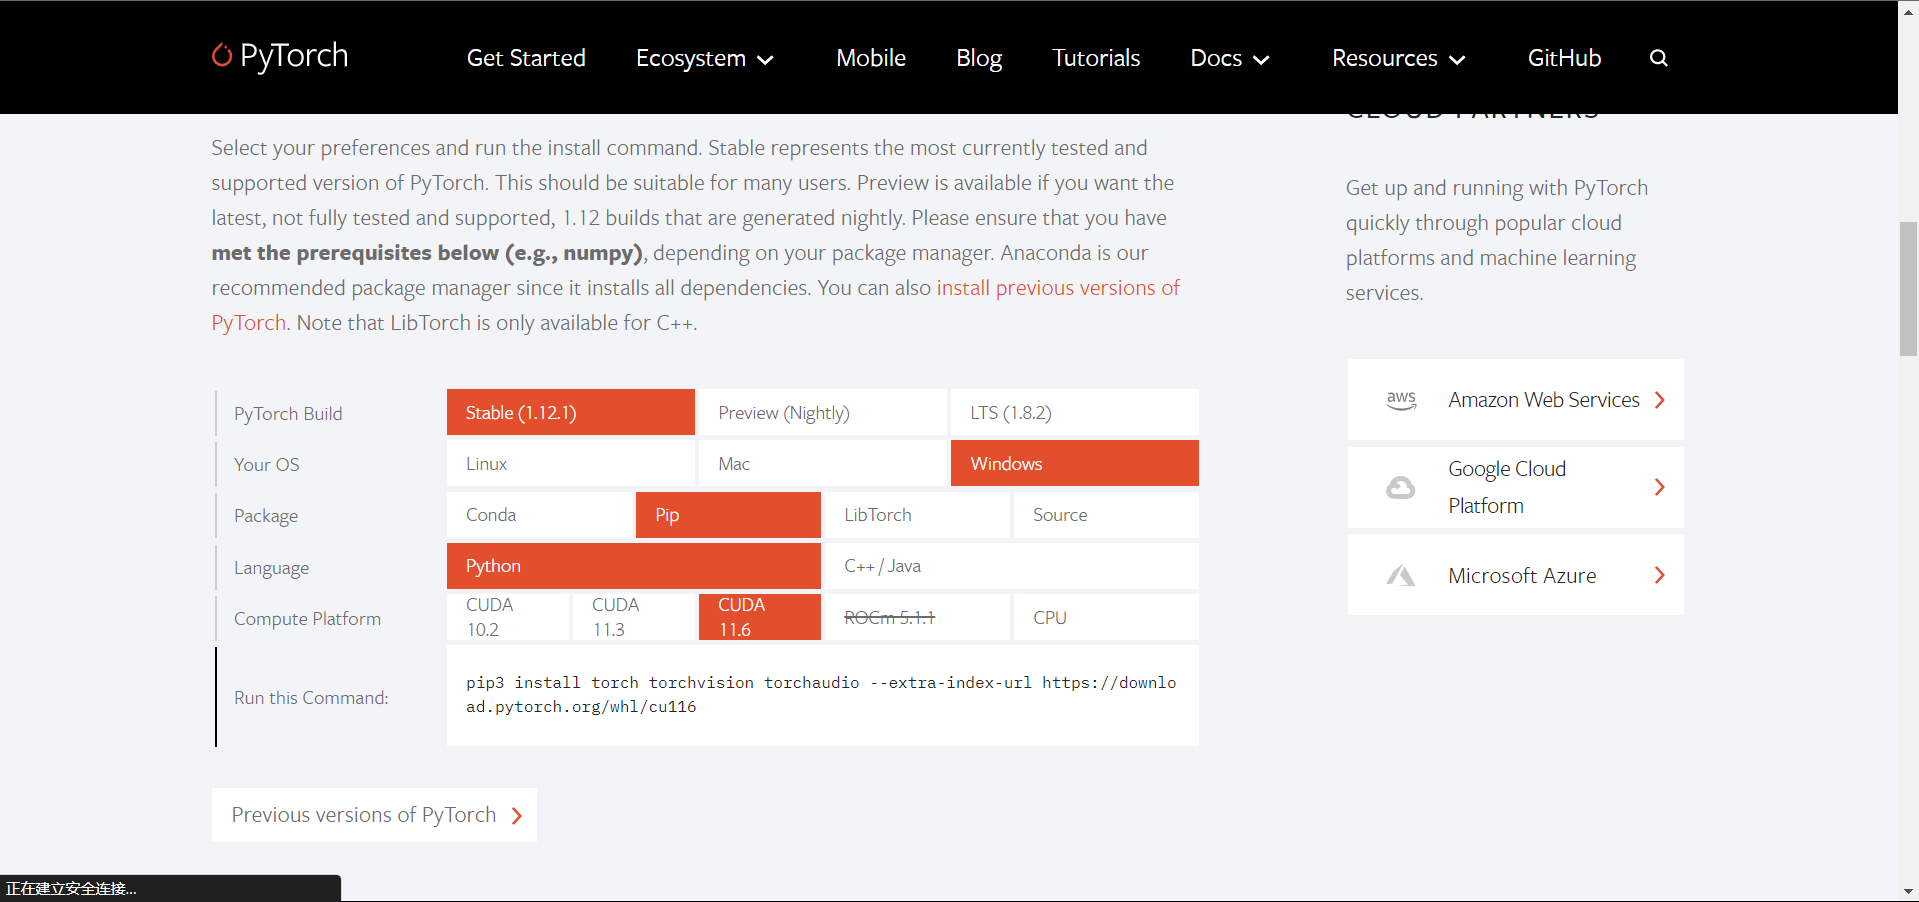 PyTorch
Get Started
Ecosystem
Mobile
Blog
Tutorials
Docs
Resources
GitHub
CLOUD PARTNERS
Select your preferences and run the install command. Stable represents the most currently tested and
supported version of PyTorch. This should be suitable for many users. Preview is available if you want the
latest, not fully tested and supported, 1.12 builds that are generated nightly. Please ensure that you have
met the prerequisites below (e.g., numpy), depending on your package manager. Anaconda is our
recommended package manager since it installs all dependencies. You can also install previous versions of
PyTorch. Note that LibTorch is only available for C++.
Get up and running with PyTorch
quickly through popular cloud
platforms and machine learning
services.
PyTorch Build
Stable (1.12.1)
Preview (Nightly)
LTS (1.8.2)
Your OS
Linux
Mac
Windows
Package
Conda
Pip
LibTorch
Source
Language
Python
C++ / Java
Compute Platform
CUDA
10.2
CUDA
11.3
CUDA
11.6
ROCm 5.1.1
CPU
Run this Command:
pip3 install torch torchvision torchaudio --extra-index-url https://downlo
ad.pytorch.org/whl/cu116
aws
Amazon Web Services
Google Cloud
Platform
Microsoft Azure
Previous versions of PyTorch
正在建立安全连接...